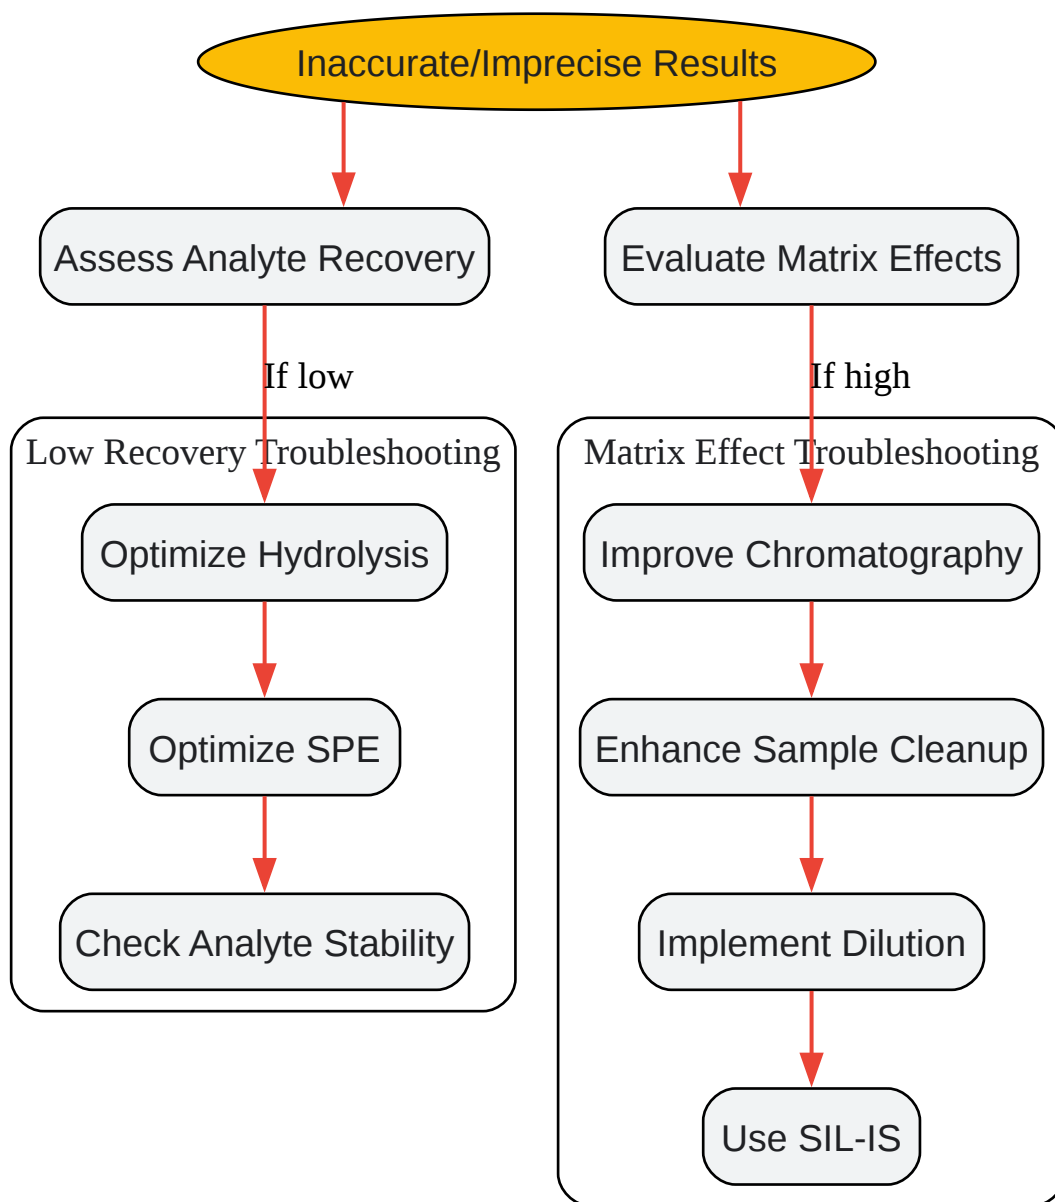 Inaccurate/Imprecise Results
Assess Analyte Recovery
Evaluate Matrix Effects
If low
If high
Low Recovery Troubleshooting
Matrix Effect Troubleshooting
Optimize Hydrolysis
Improve Chromatography
Optimize SPE
Enhance Sample Cleanup
Check Analyte Stability
Implement Dilution
Use SIL-IS